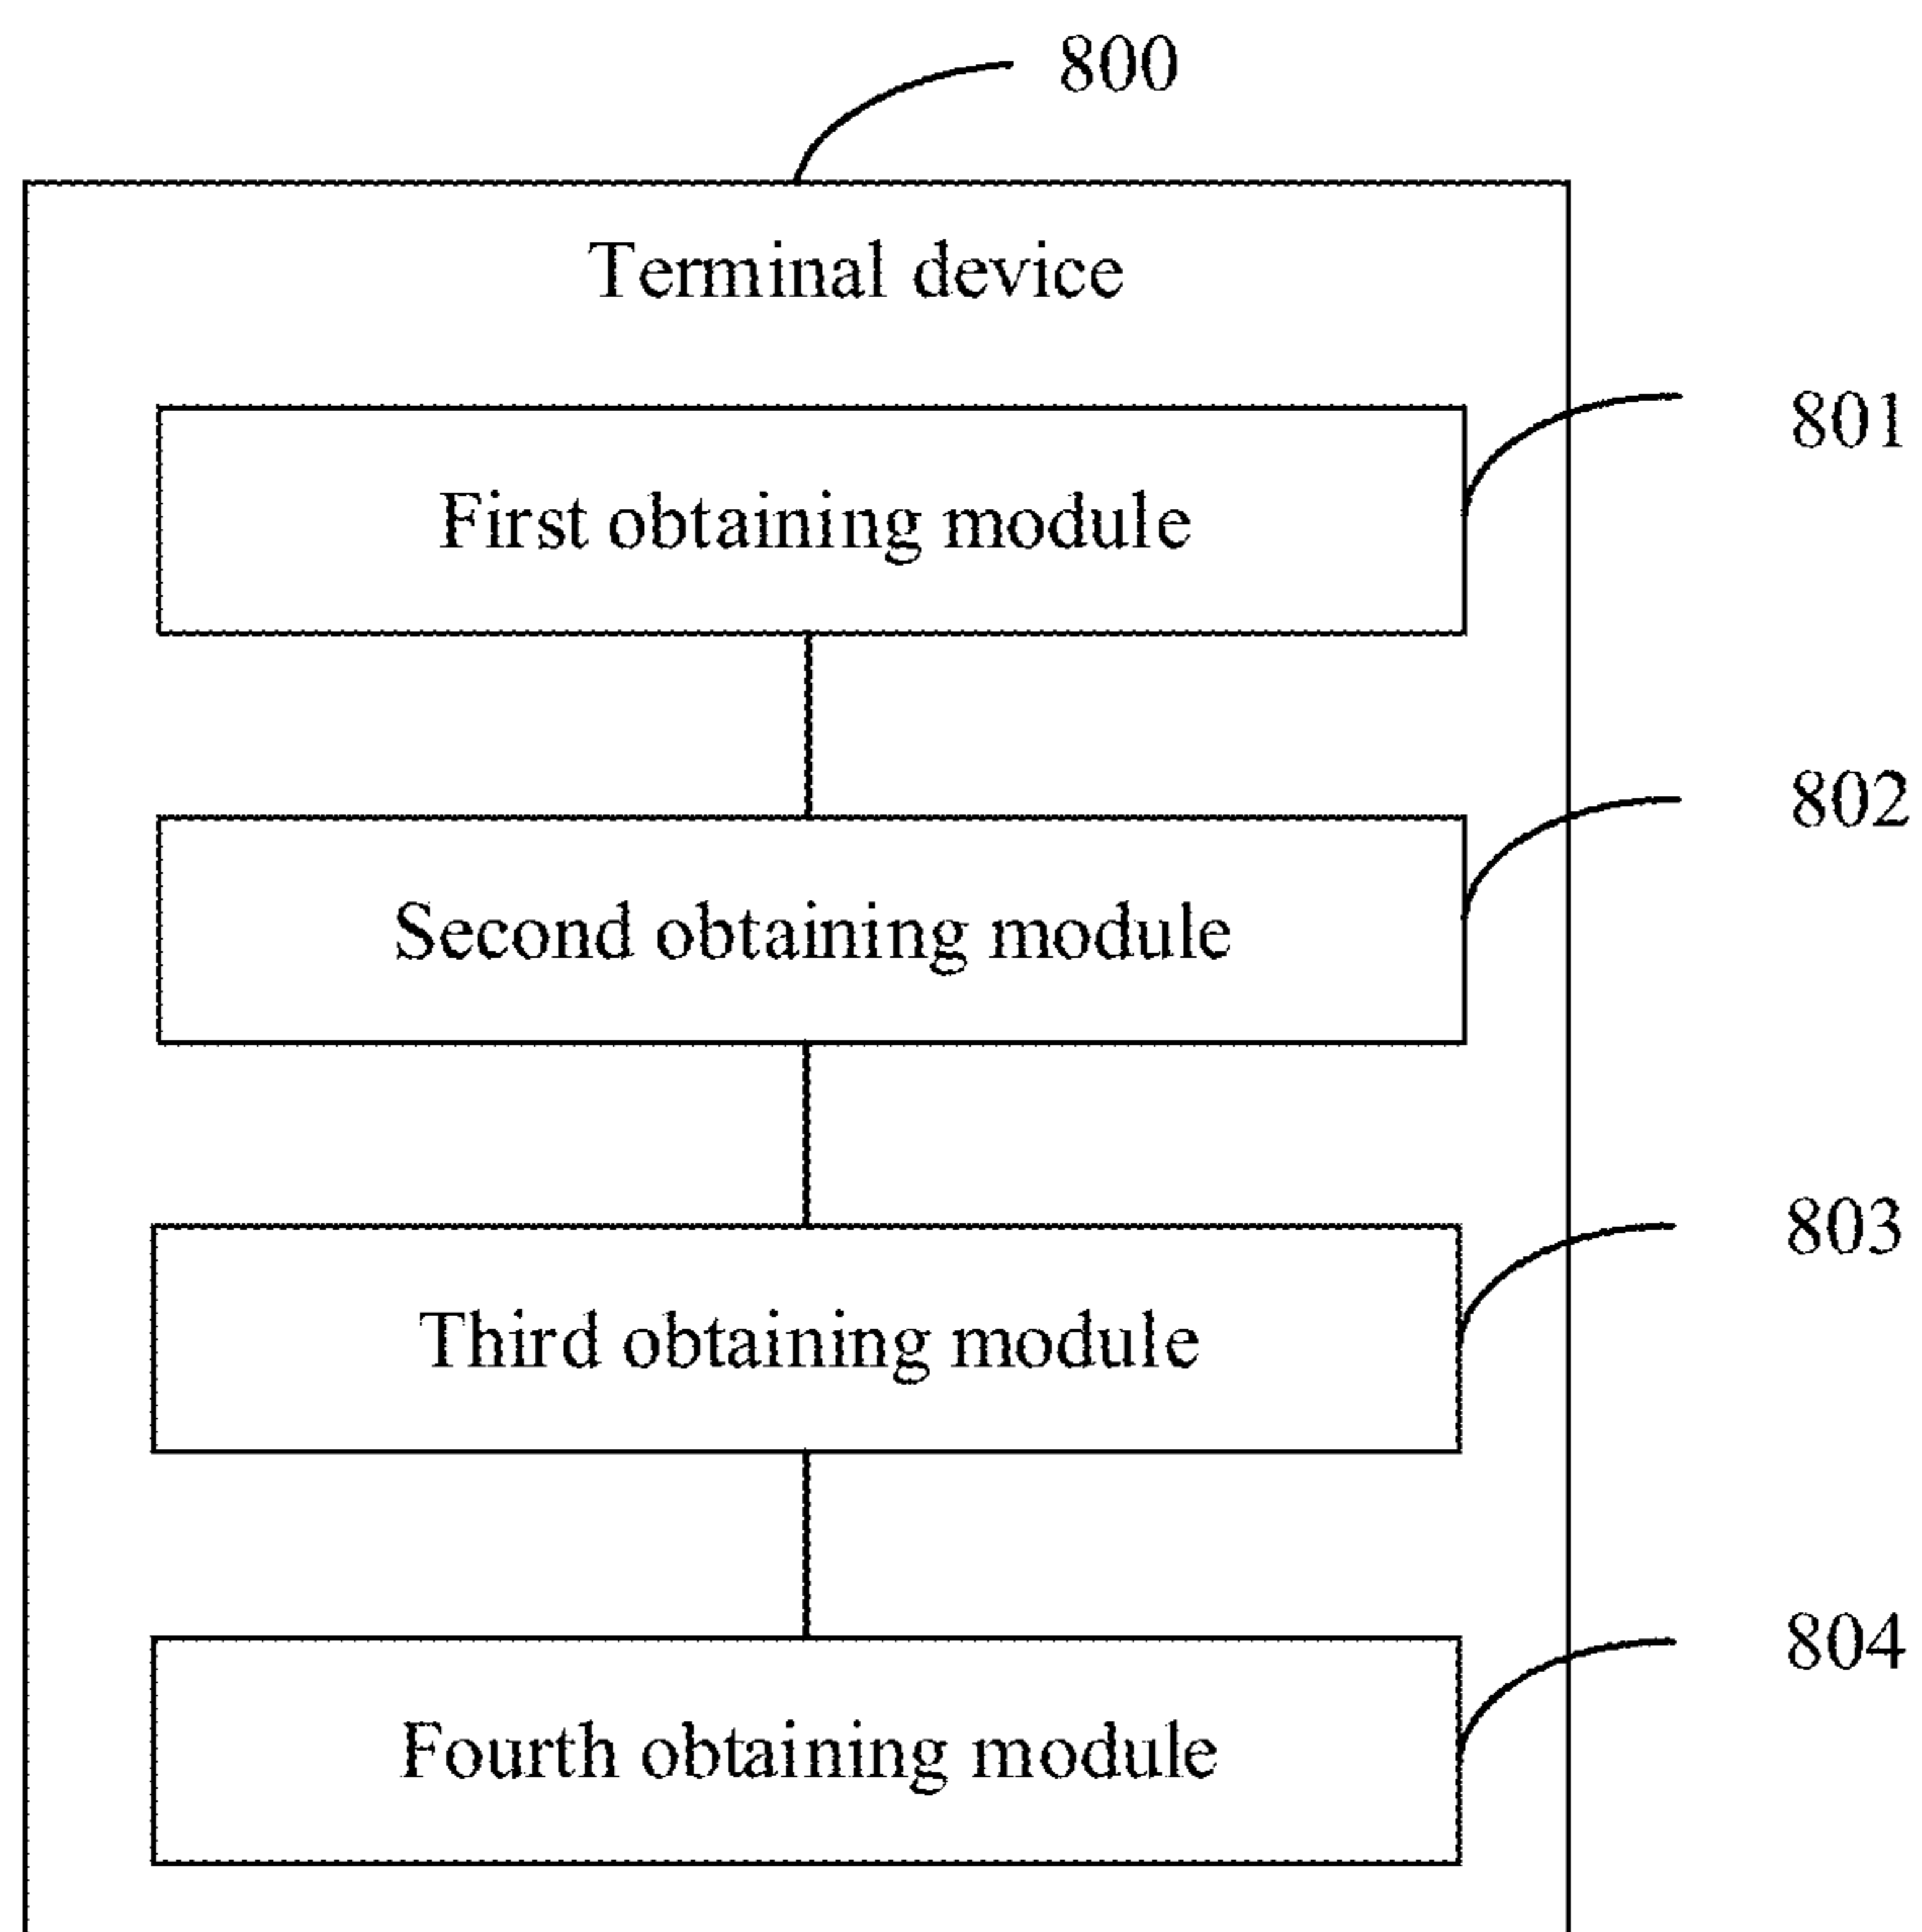 800
Terminal device
801
First obtaining module
802
Second obtaining module
803
Third obtaining module
804
Fourth obtaining module